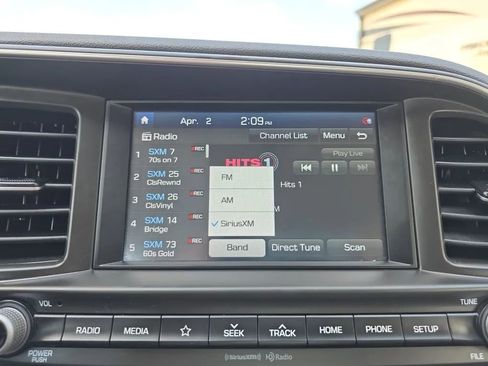 Apr. 2 2:09 PM
Radio Channel List Menu
1 SXM 7 REC
70s on 7
Play Live
HITS 1
2 SXM 25 REC
ClsRewnd
FM
Hits 1
3 SXM 26 REC
ClsVinyl
AM
4 SXM 14 REC
Bridge
SiriusXM
5 SXM 73 REC
60s Gold
Band Direct Tune Scan
VOL TUNE
RADIO MEDIA SEEK TRACK HOME PHONE SETUP
POWER
PUSH
SiriusXM HD Radio
FILE